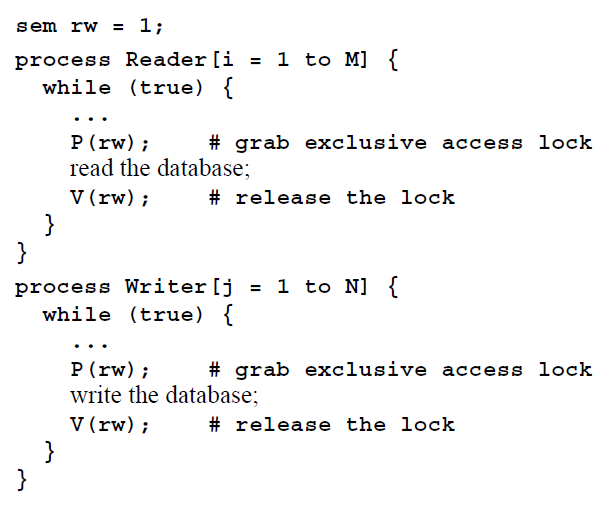 sem rw = 1;
process Reader[i = 1 to M] {
  while (true) {
    ...
    P(rw);    # grab exclusive access lock
    read the database;
    V(rw);    # release the lock
  }
}
process Writer[j = 1 to N] {
  while (true) {
    ...
    P(rw);    # grab exclusive access lock
    write the database;
    V(rw);    # release the lock
  }
}